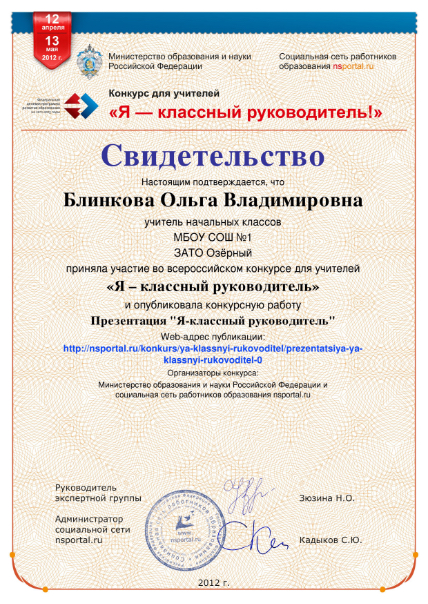 12
апреля
13
мая
2012 г.
Министерство образования и науки
Российской Федерации
Социальная сеть работников
образования nsportal.ru
Конкурс для учителей
«Я — классный руководитель!»
Свидетельство
Настоящим подтверждается, что
Блинкова Ольга Владимировна
учитель начальных классов
МБОУ СОШ №1
ЗАТО Озёрный
приняла участие во всероссийском конкурсе для учителей
«Я – классный руководитель»
и опубликовала конкурсную работу
Презентация "Я-классный руководитель"
Web-адрес публикации:
http://nsportal.ru/konkurs/ya-klassnyi-rukovoditel/prezentatsiya-ya-
klassnyi-rukovoditel-0
Организаторы конкурса:
Министерство образования и науки Российской Федерации и
социальная сеть работников образования nsportal.ru
Руководитель
экспертной группы
Зюзина Н.О.
Администратор
социальной сети
nsportal.ru
Кадыков С.Ю.
nsportal.ru
2012 г.